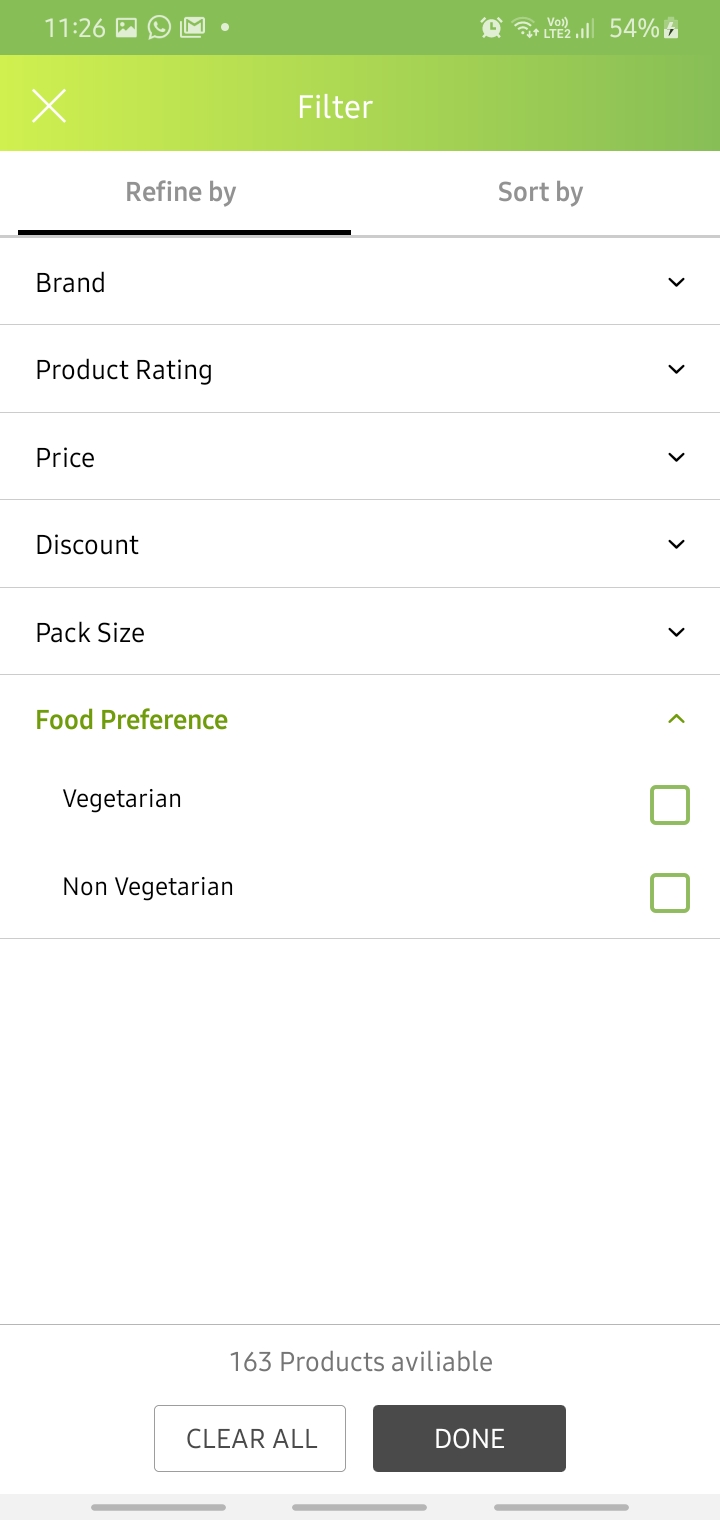 11:26
Vo))
LTE2
54%
Filter
Refine by
Sort by
Brand
Product Rating
Price
Discount
Pack Size
Food Preference
Vegetarian
Non Vegetarian
163 Products aviliable
CLEAR ALL
DONE